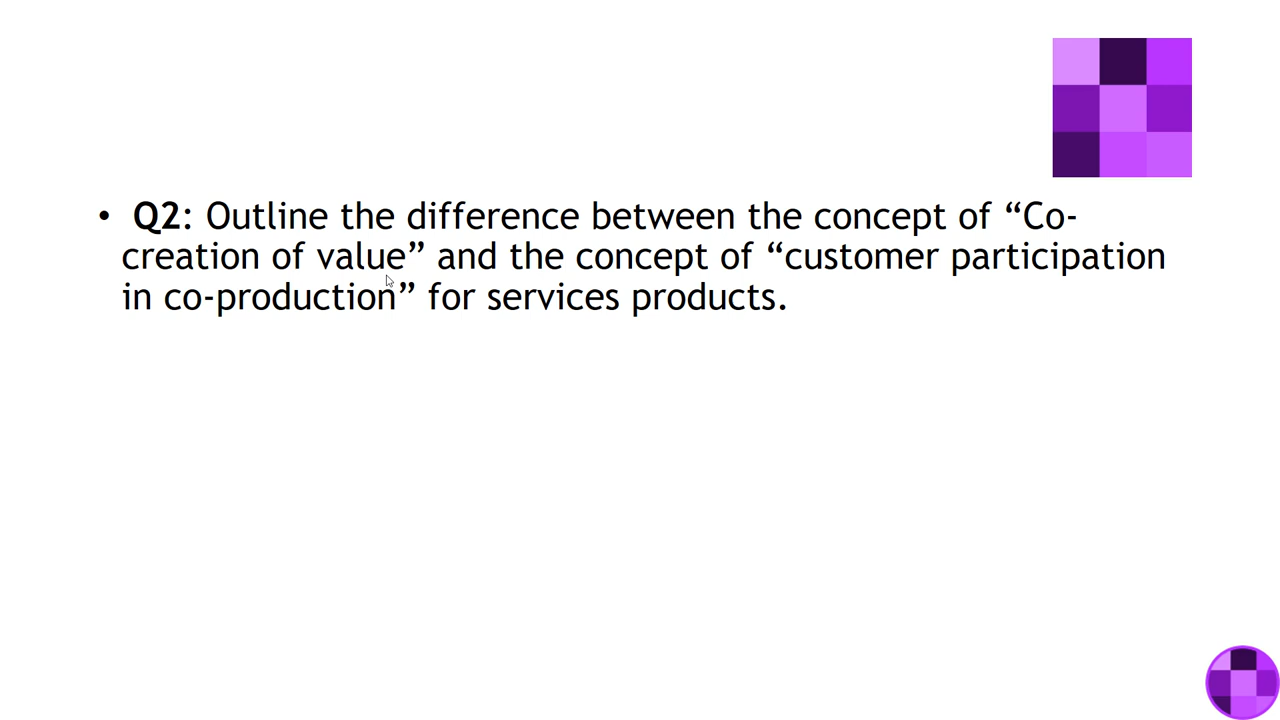 • Q2: Outline the difference between the concept of “Co-
creation of value” and the concept of “customer participation
in co-production” for services products.